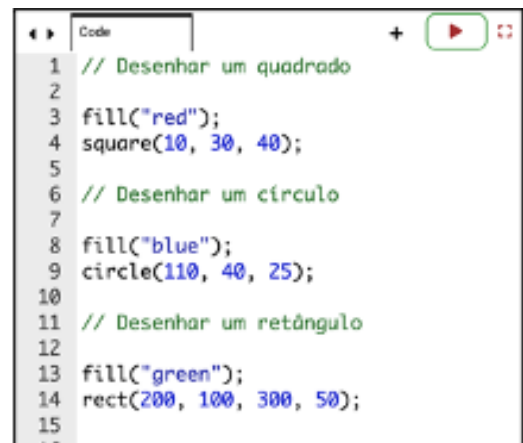 Code
1 // Desenhar um quadrado
2
3 fill("red");
4 square(10, 30, 40);
5
6 // Desenhar um círculo
7
8 fill("blue");
9 circle(110, 40, 25);
10
11 // Desenhar um retângulo
12
13 fill("green");
14 rect(200, 100, 300, 50);
15